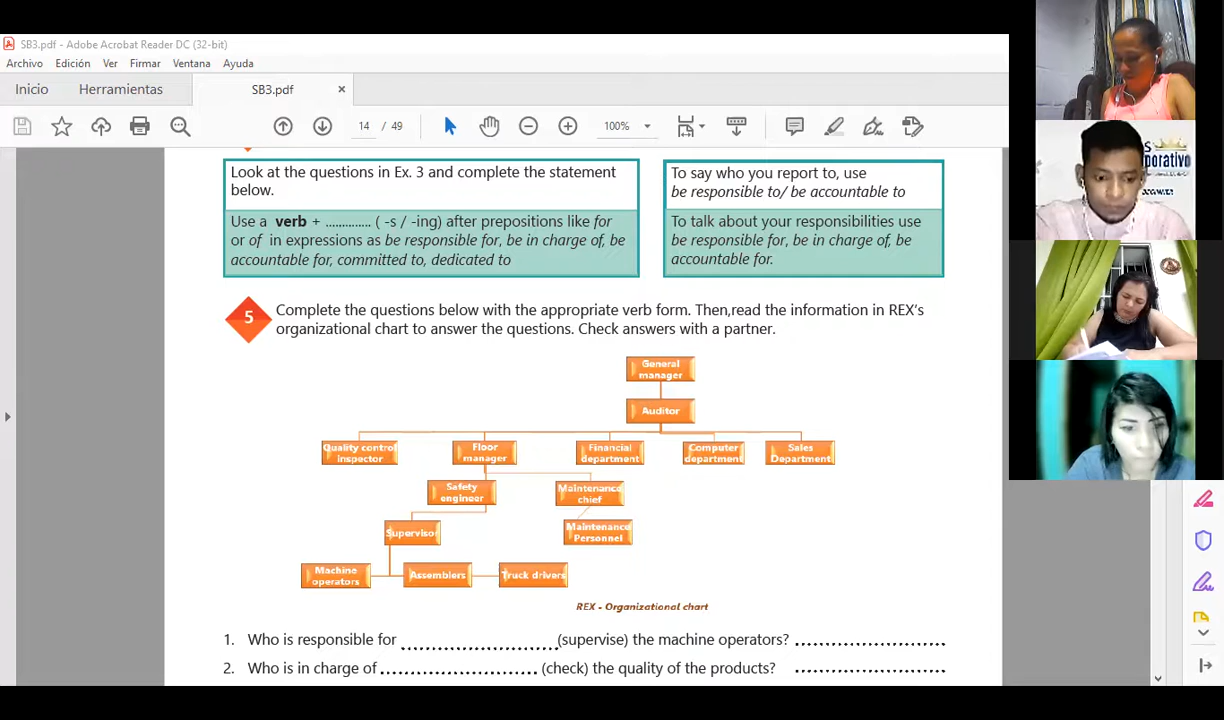 SB3.pdf - Adobe Acrobat Reader DC (32-bit)
Archivo Edición Ver Firmar Ventana Ayuda
Inicio Herramientas SB3.pdf ×
14 / 49 100%
Look at the questions in Ex. 3 and complete the statement
below.
Use a verb + .............. ( -s / -ing) after prepositions like for
or of in expressions as be responsible for, be in charge of, be
accountable for, committed to, dedicated to
To say who you report to, use
be responsible to/ be accountable to
To talk about your responsibilities use
be responsible for, be in charge of, be
accountable for.
5
Complete the questions below with the appropriate verb form. Then,read the information in REX's
organizational chart to answer the questions. Check answers with a partner.
General
manager
Auditor
Quality control
inspector
Floor
manager
Financial
department
Computer
department
Sales
Department
Safety
engineer
Maintenance
chief
Supervisor
Maintenance
Personnel
Machine
operators
Assemblers
Truck drivers
REX - Organizational chart
1. Who is responsible for .............................. (supervise) the machine operators? .............................
2. Who is in charge of .............................. (check) the quality of the products? .............................